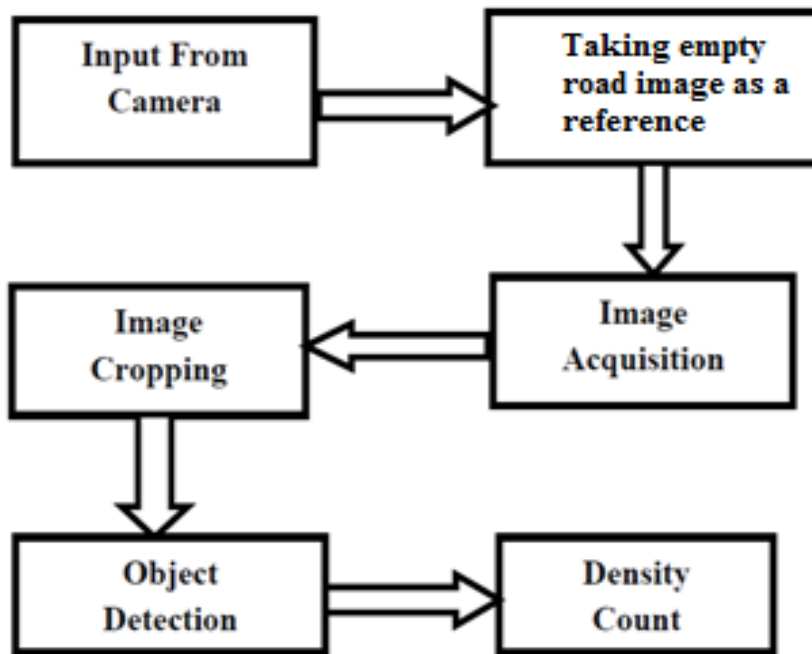 Input From
Camera
Taking empty
road image as a
reference
Image
Acquisition
Image
Cropping
Object
Detection
Density
Count